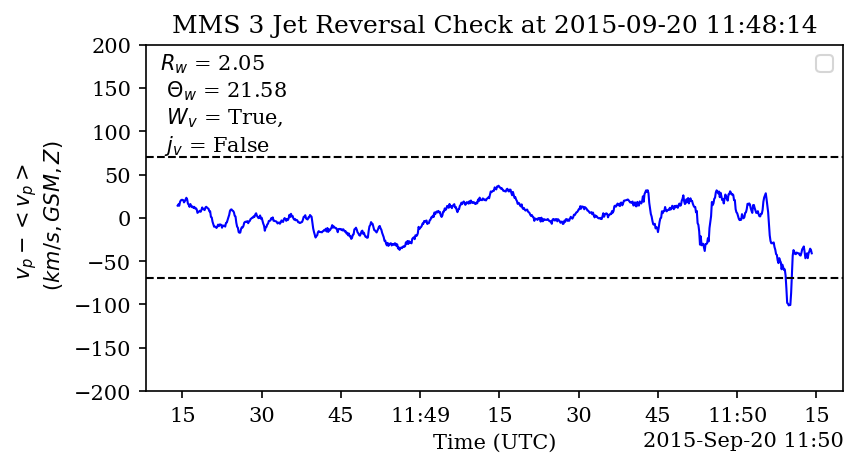 MMS 3 Jet Reversal Check at 2015-09-20 11:48:14
R_w = 2.05
Θ_w = 21.58
W_v = True,
j_v = False
v_p − < v_p >
(km/s, GSM, Z)
200
150
100
50
0
−50
−100
−150
−200
15 30 45 11:49 15 30 45 11:50 15
Time (UTC)
2015-Sep-20 11:50